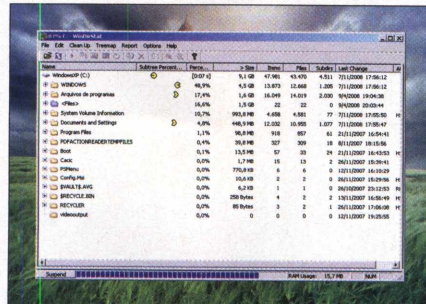 WinDirStat
File Edit Clean Up Treemap Report Options Help
Name Subtree Percent... Perce... > Size Items Files Subdirs Last Change
WindowsXP (C:) [0:07 s] 9,1 GB 47.981 43.470 4.511 7/11/2008 17:56:12
WINDOWS 48,9% 4,5 GB 13.873 12.668 1.205 7/11/2008 17:56:12
Arquivos de programas 17,4% 1,6 GB 16.049 14.019 2.030 9/4/2008 19:04:38
<Files> 16,6% 1,5 GB 22 22 0 9/4/2008 20:03:44
System Volume Information 10,7% 993,8 MB 4.658 4.581 77 7/11/2008 17:55:50
Documents and Settings 4,8% 448,9 MB 12.032 10.955 1.077 7/11/2008 17:55:47
Program Files 1,1% 98,8 MB 918 857 61 21/11/2007 16:54:41
PDFACTIONREADERTEMPFILES 0,4% 39,8 MB 327 309 18 8/11/2007 18:15:56
Boot 0,1% 13,5 MB 57 33 24 21/11/2007 16:43:53
Cacic 0,0% 1,7 MB 15 13 2 26/11/2007 15:39:41
PSMenu 0,0% 770,8 KB 6 6 0 12/11/2007 16:10:29
Config.Msi 0,0% 10,6 KB 2 2 0 26/11/2007 15:29:56
$VAULT$.AVG 0,0% 6,2 KB 1 1 0 26/10/2007 23:12:53
$RECYCLE.BIN 0,0% 258 Bytes 4 2 2 13/11/2007 16:56:49
RECYCLER 0,0% 85 Bytes 3 2 1 26/11/2007 17:06:08
videooutput 0,0% 0 0 0 0 12/11/2007 19:25:55
Suspend RAM Usage: 15,7 MB NUM